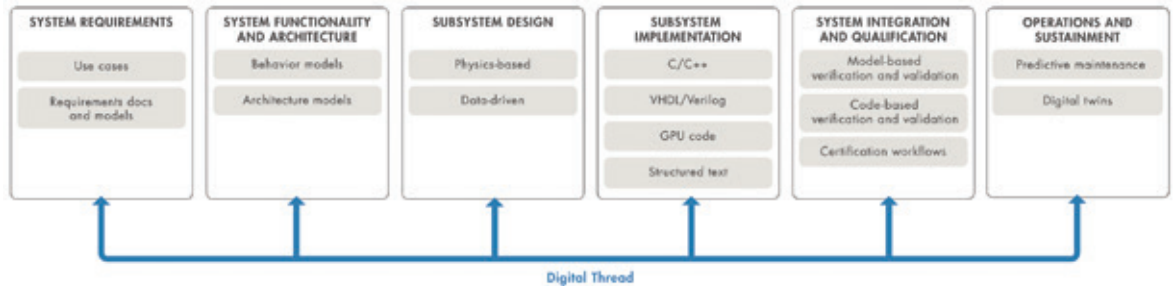 SYSTEM REQUIREMENTS
Use cases
Requirements docs
and models
SYSTEM FUNCTIONALITY
AND ARCHITECTURE
Behavior models
Architecture models
SUBSYSTEM DESIGN
Physics-based
Data-driven
SUBSYSTEM
IMPLEMENTATION
C/C++
VHDL/Verilog
GPU code
Structured text
SYSTEM INTEGRATION
AND QUALIFICATION
Model-based
verification and validation
Code-based
verification and validation
Certification workflows
OPERATIONS AND
SUSTAINMENT
Predictive maintenance
Digital twins
Digital Thread